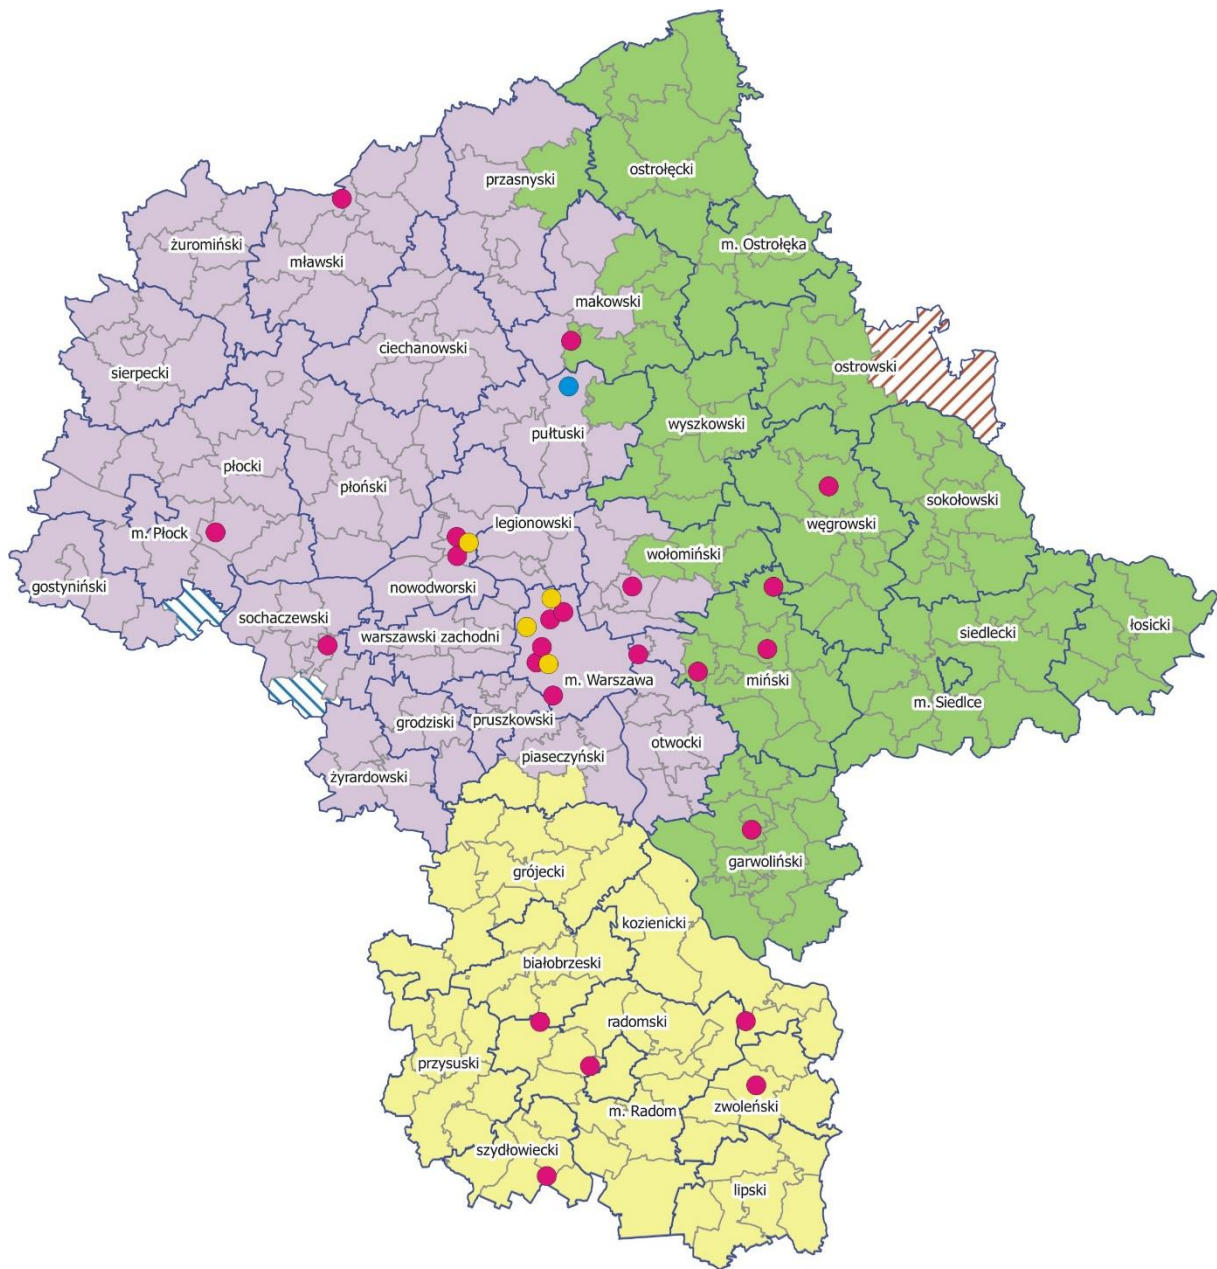 ostrołęcki
przasnyski
m. Ostrołęka
żuromiński
mławski
makowski
ciechanowski
ostrowski
sierpecki
wyszkowski
pułtuski
płocki
płoński
sokołowski
legionowski
węgrowski
m. Płock
wołomiński
gostyniński
nowodworski
sochaczewski
łosicki
warszawski zachodni
siedlecki
m. Warszawa
miński
m. Siedlce
grodziski
pruszkowski
otwocki
piaseczyński
żyrardowski
garwoliński
grójecki
kozienicki
białobrzeski
radomski
przysuski
zwoleński
m. Radom
szydłowiecki
lipski